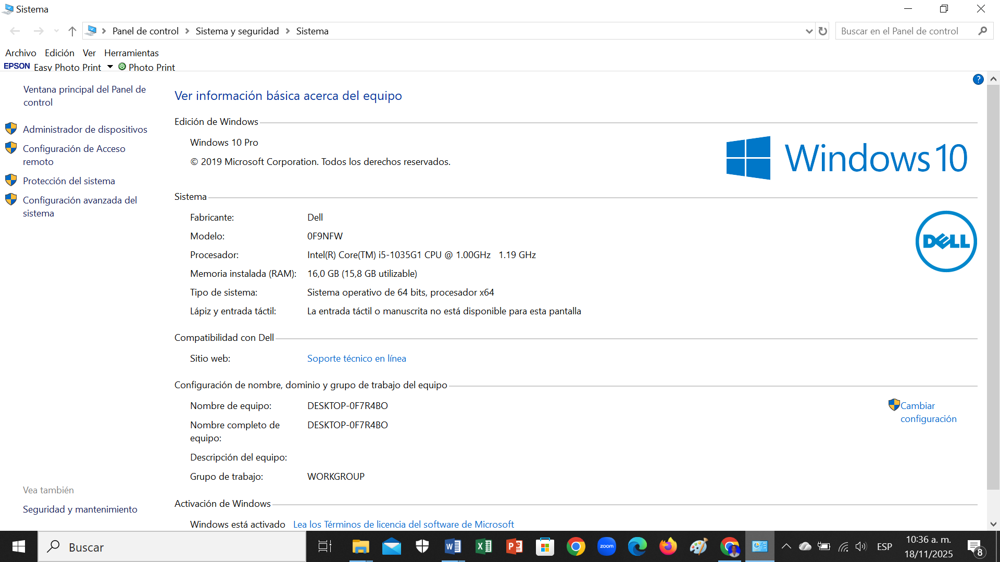 Sistema
Panel de control > Sistema y seguridad > Sistema
Buscar en el Panel de control
Archivo Edición Ver Herramientas
EPSON Easy Photo Print Photo Print
Ventana principal del Panel de
control
Administrador de dispositivos
Configuración de Acceso
remoto
Protección del sistema
Configuración avanzada del
sistema
Vea también
Seguridad y mantenimiento
?
Ver información básica acerca del equipo
Edición de Windows
Windows 10 Pro
© 2019 Microsoft Corporation. Todos los derechos reservados.
Windows 10
Sistema
Fabricante: Dell
Modelo: 0F9NFW
Procesador: Intel(R) Core(TM) i5-1035G1 CPU @ 1.00GHz 1.19 GHz
Memoria instalada (RAM): 16,0 GB (15,8 GB utilizable)
Tipo de sistema: Sistema operativo de 64 bits, procesador x64
Lápiz y entrada táctil: La entrada táctil o manuscrita no está disponible para esta pantalla
DELL
Compatibilidad con Dell
Sitio web: Soporte técnico en línea
Configuración de nombre, dominio y grupo de trabajo del equipo
Nombre de equipo: DESKTOP-0F7R4BO
Cambiar
configuración
Nombre completo de DESKTOP-0F7R4BO
equipo:
Descripción del equipo:
Grupo de trabajo: WORKGROUP
Activación de Windows
Windows está activado Lea los Términos de licencia del software de Microsoft
Buscar
zoom
ESP
10:36 a. m.
18/11/2025
8